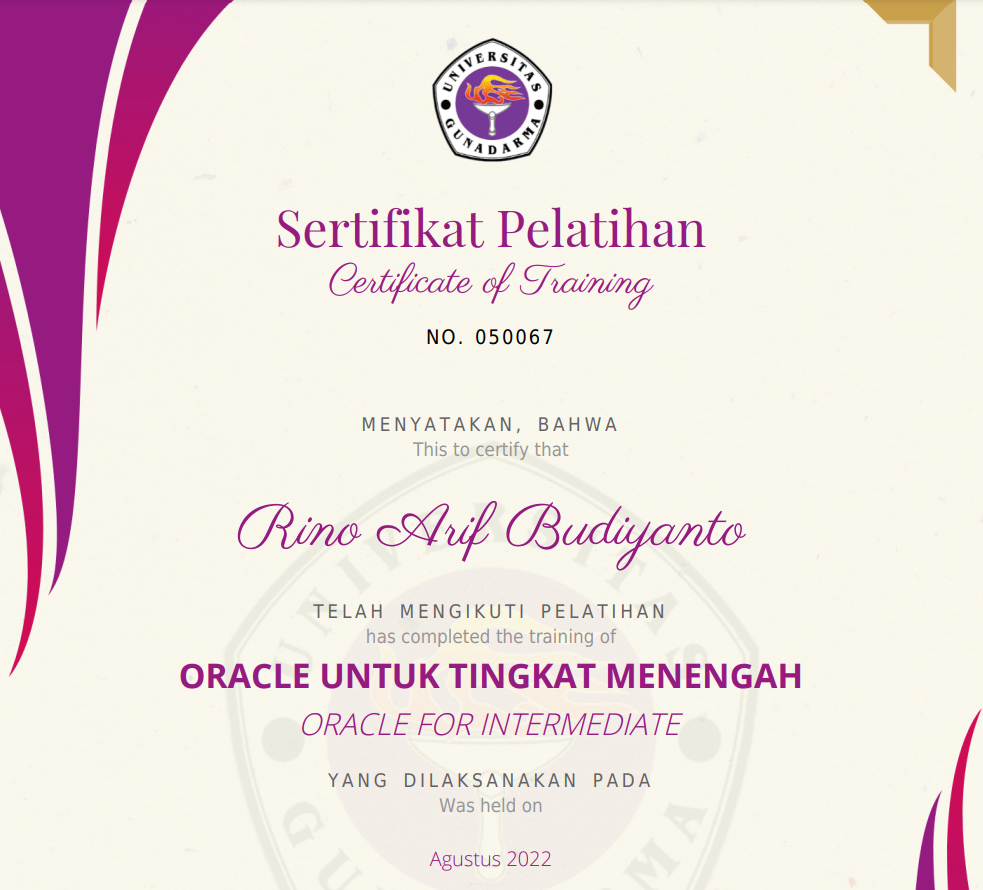 UNIVERSITAS
GUNADARMA
Sertifikat Pelatihan
Certificate of Training
NO. 050067
MENYATAKAN, BAHWA
This to certify that
Rino Arif Budiyanto
TELAH MENGIKUTI PELATIHAN
has completed the training of
ORACLE UNTUK TINGKAT MENENGAH
ORACLE FOR INTERMEDIATE
YANG DILAKSANAKAN PADA
Was held on
Agustus 2022